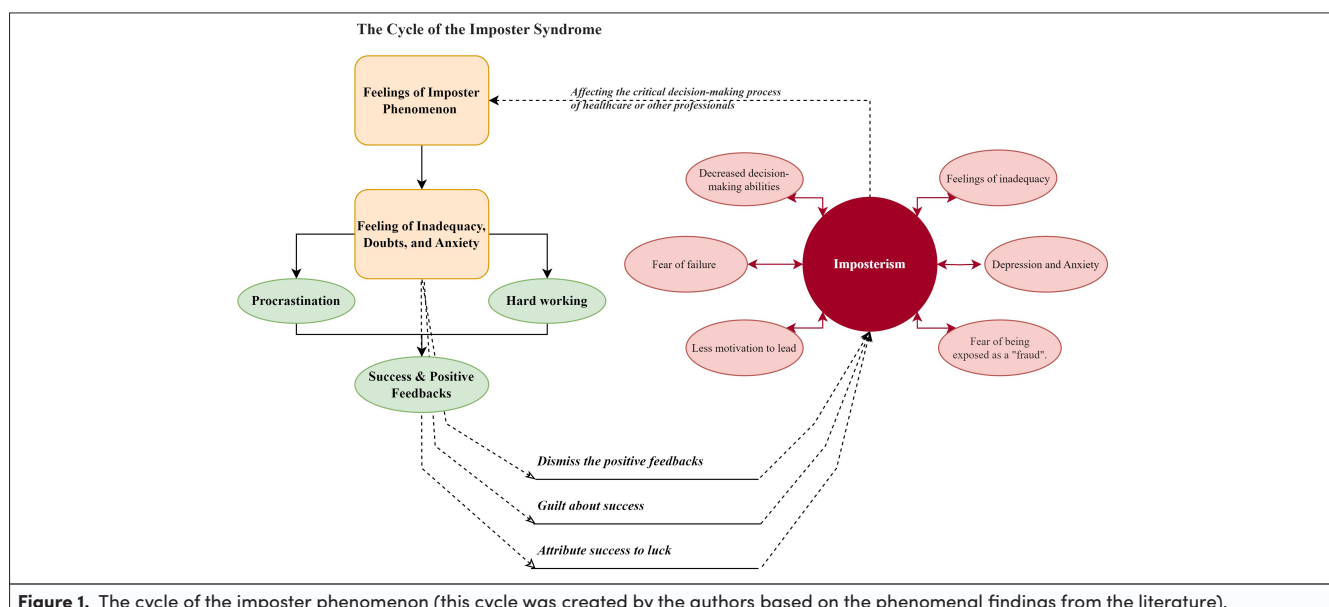 The Cycle of the Imposter Syndrome
Feelings of Imposter
Phenomenon
Affecting the critical decision-making process
of healthcare or other professionals
Decreased decision-
making abilities
Feelings of inadequacy
Feeling of Inadequacy,
Doubts, and Anxiety
Fear of failure
Imposterism
Depression and Anxiety
Procrastination
Hard working
Less motivation to lead
Fear of being
exposed as a "fraud".
Success & Positive
Feedbacks
Dismiss the positive feedbacks
Guilt about success
Attribute success to luck
Figure 1. The cycle of the imposter phenomenon (this cycle was created by the authors based on the phenomenal findings from the literature).